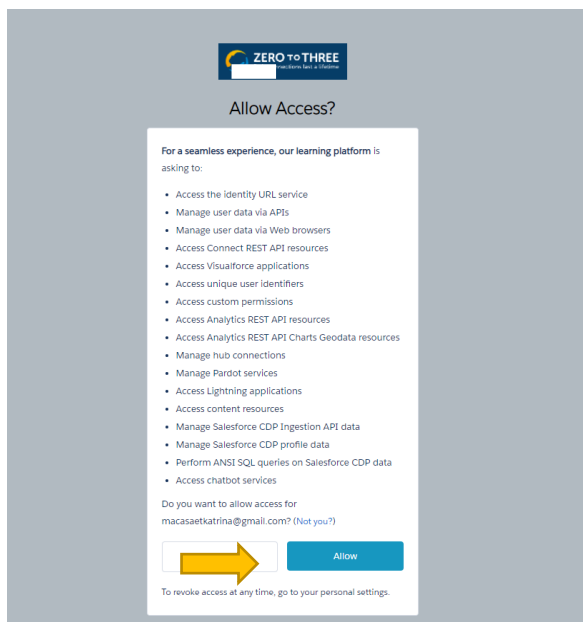 ZERO TO THREE
Allow Access?
For a seamless experience, our learning platform is
asking to:
• Access the identity URL service
• Manage user data via APIs
• Manage user data via Web browsers
• Access Connect REST API resources
• Access Visualforce applications
• Access unique user identifiers
• Access custom permissions
• Access Analytics REST API resources
• Access Analytics REST API Charts Geodata resources
• Manage hub connections
• Manage Pardot services
• Access Lightning applications
• Access content resources
• Manage Salesforce CDP Ingestion API data
• Manage Salesforce CDP profile data
• Perform ANSI SQL queries on Salesforce CDP data
• Access chatbot services
Do you want to allow access for
macasaetkatrina@gmail.com? (Not you?)
Allow
To revoke access at any time, go to your personal settings.